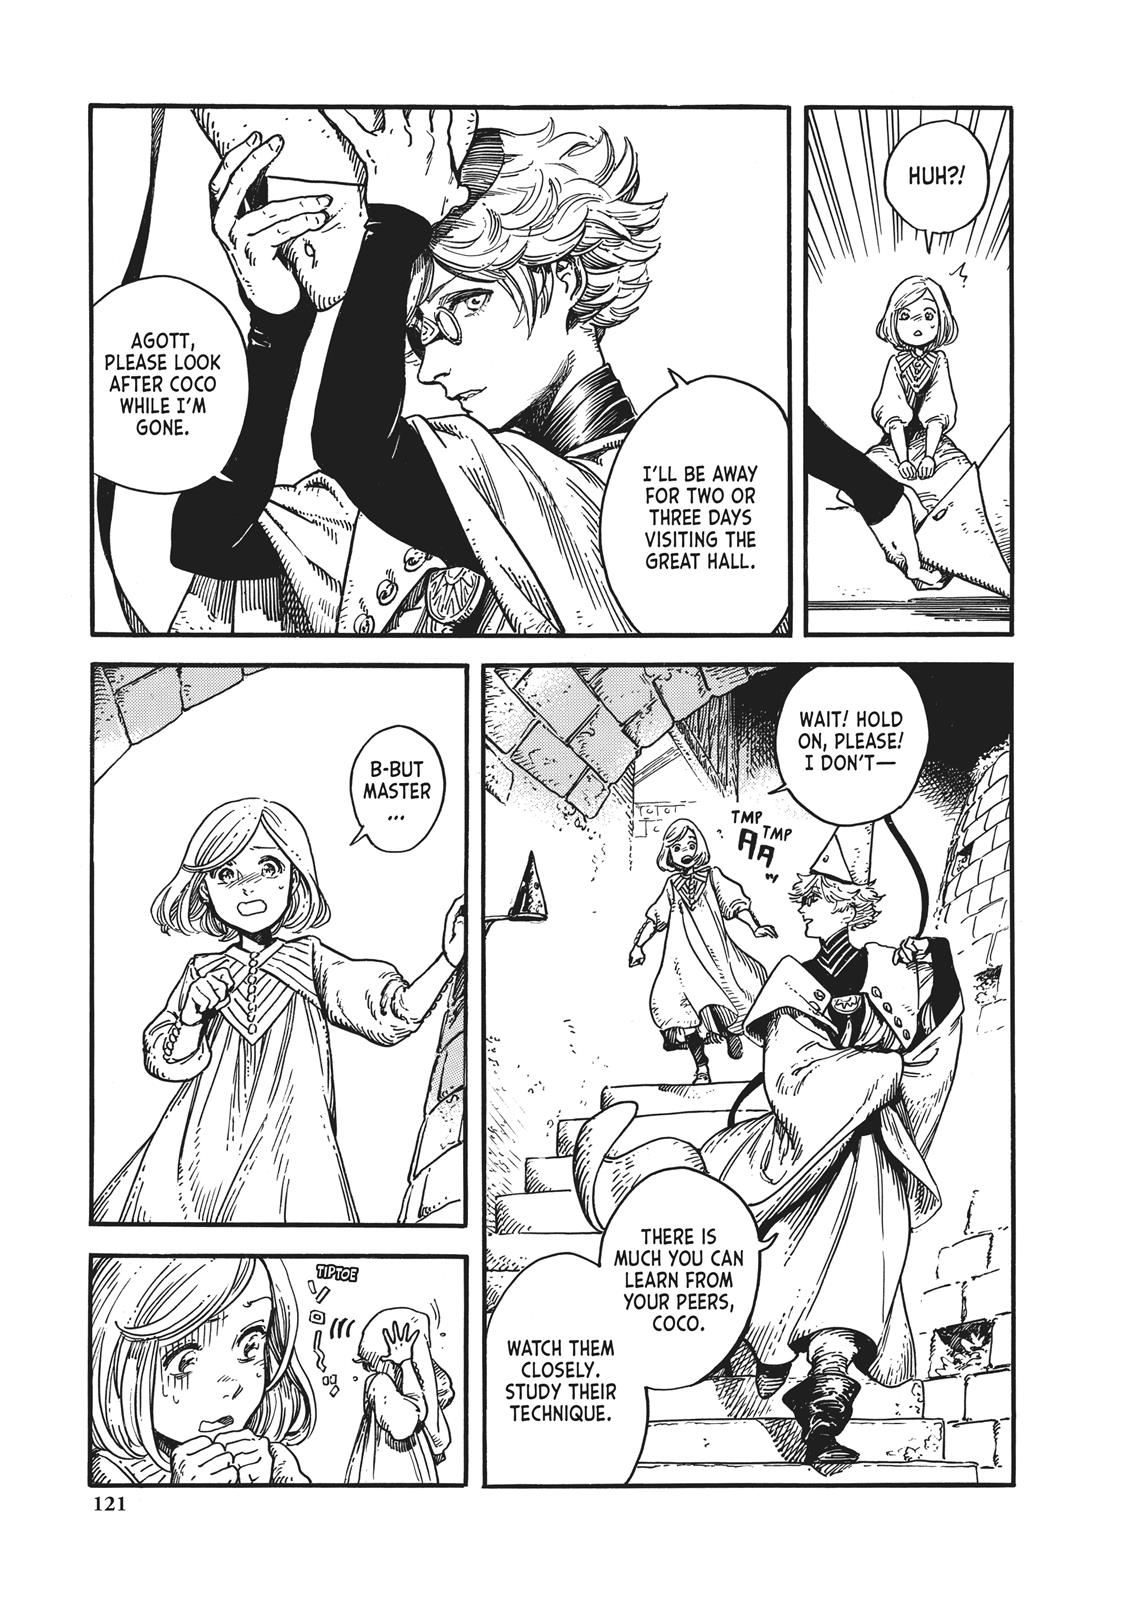 HUH?!
I'LL BE AWAY
FOR TWO OR
THREE DAYS
VISITING THE
GREAT HALL.
AGOTT,
PLEASE LOOK
AFTER COCO
WHILE I'M
GONE.
WAIT! HOLD
ON, PLEASE!
I DON'T—
TMP
TMP
THERE IS
MUCH YOU CAN
LEARN FROM
YOUR PEERS,
COCO.
WATCH THEM
CLOSELY.
STUDY THEIR
TECHNIQUE.
B-BUT
MASTER
...
TIPTOE
121